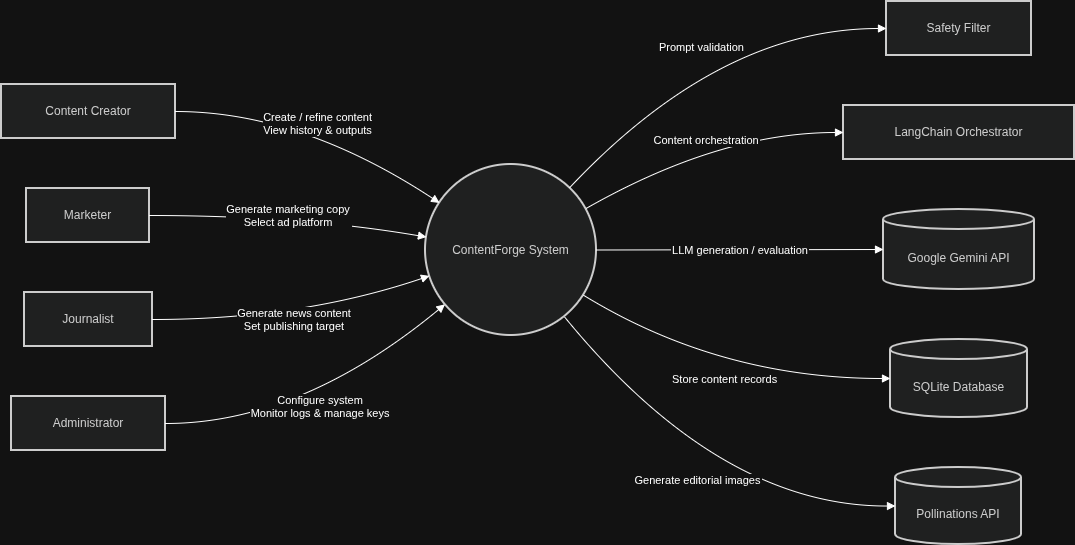 Safety Filter
Prompt validation
Content Creator
Create / refine content
View history & outputs
Content orchestration
LangChain Orchestrator
Marketer
Generate marketing copy
Select ad platform
ContentForge System
LLM generation / evaluation
Google Gemini API
Journalist
Generate news content
Set publishing target
Store content records
SQLite Database
Administrator
Configure system
Monitor logs & manage keys
Generate editorial images
Pollinations API